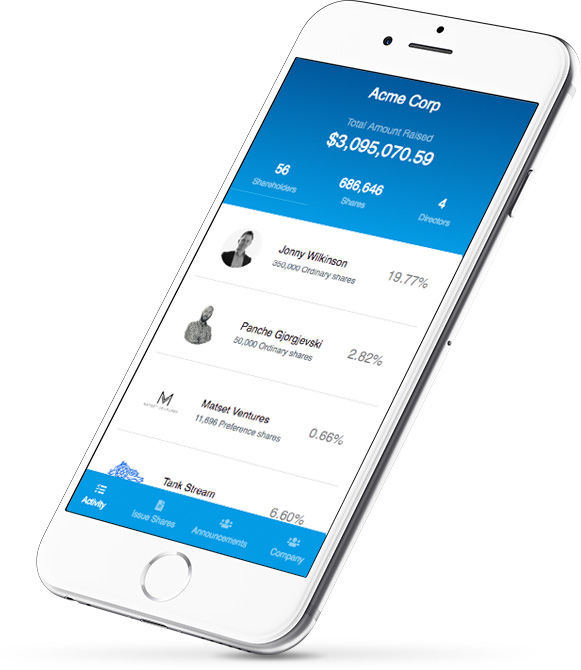 Acme Corp
Total Amount Raised
$3,095,070.59
56
Shareholders
686,646
Shares
4
Directors
Jonny Wilkinson
350,000 Ordinary shares
19.77%
Panche Gjorgjevski
50,000 Ordinary shares
2.82%
M
MATSET VENTURES
Matset Ventures
11,696 Preference shares
0.66%
Tank Stream
6.60%
Activity
Issue Shares
Announcements
Company